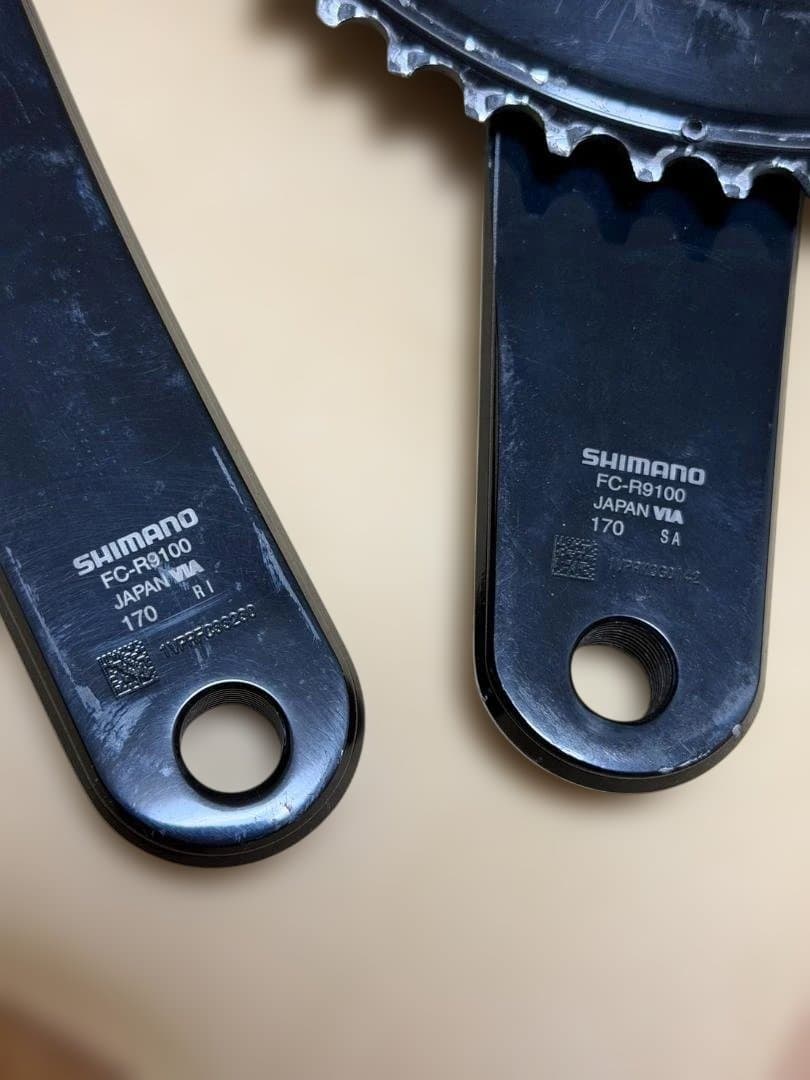 SHIMANO
FC-R9100
JAPAN VIA
170 RI
SHIMANO
FC-R9100
JAPAN VIA
170 SA